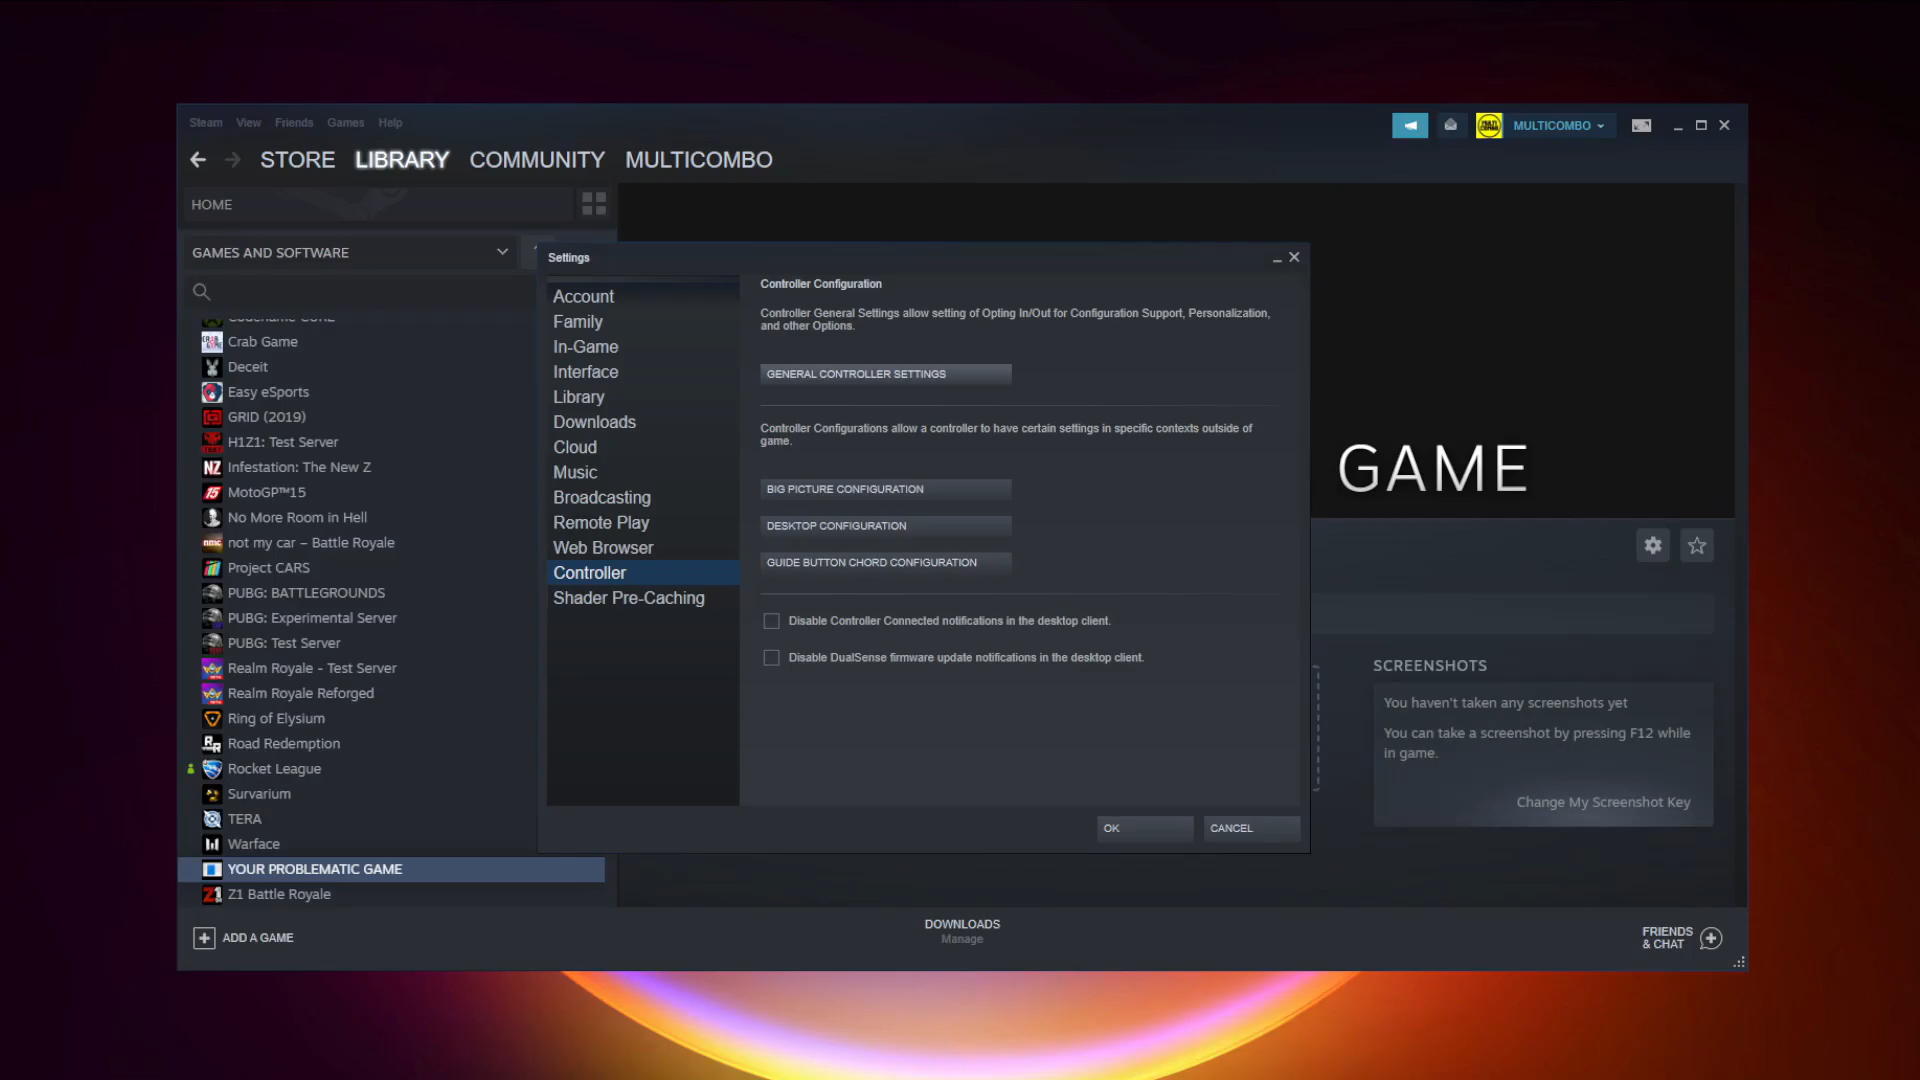 Steam View Friends Games Help
MULTICOMBO
STORE LIBRARY COMMUNITY MULTICOMBO
HOME
GAMES AND SOFTWARE
Crab Game
Deceit
Easy eSports
GRID (2019)
H1Z1: Test Server
Infestation: The New Z
MotoGP™15
No More Room in Hell
not my car – Battle Royale
Project CARS
PUBG: BATTLEGROUNDS
PUBG: Experimental Server
PUBG: Test Server
Realm Royale - Test Server
Realm Royale Reforged
Ring of Elysium
Road Redemption
Rocket League
Survarium
TERA
Warface
YOUR PROBLEMATIC GAME
Z1 Battle Royale
ADD A GAME
Settings
Account
Family
In-Game
Interface
Library
Downloads
Cloud
Music
Broadcasting
Remote Play
Web Browser
Controller
Shader Pre-Caching
Controller Configuration
Controller General Settings allow setting of Opting In/Out for Configuration Support, Personalization,
and other Options.
GENERAL CONTROLLER SETTINGS
Controller Configurations allow a controller to have certain settings in specific contexts outside of
game.
BIG PICTURE CONFIGURATION
DESKTOP CONFIGURATION
GUIDE BUTTON CHORD CONFIGURATION
Disable Controller Connected notifications in the desktop client.
Disable DualSense firmware update notifications in the desktop client.
OK CANCEL
GAME
SCREENSHOTS
You haven't taken any screenshots yet
You can take a screenshot by pressing F12 while
in game.
Change My Screenshot Key
DOWNLOADS
Manage
FRIENDS
& CHAT